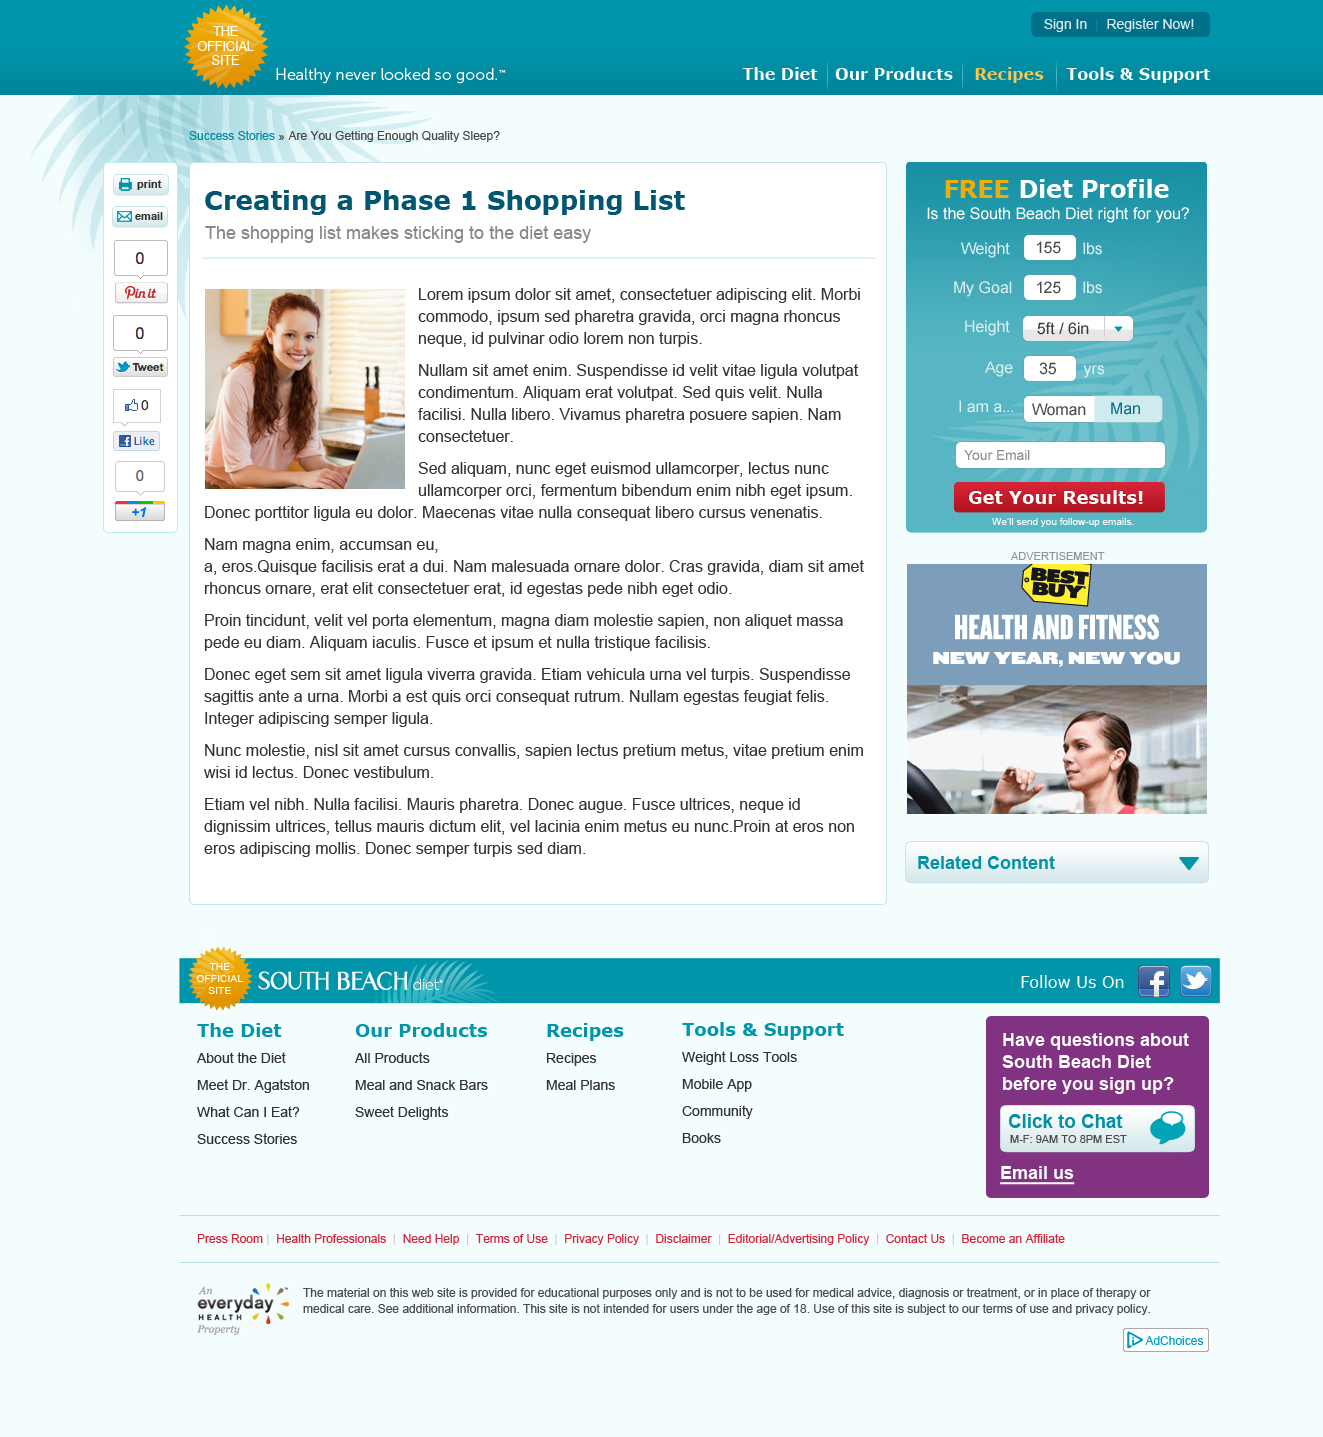 THE
OFFICIAL
SITE
Healthy never looked so good.™
Sign In | Register Now!
The Diet | Our Products | Recipes | Tools & Support
Success Stories » Are You Getting Enough Quality Sleep?
print
email
0
Pin it
0
Tweet
0
Like
0
+1
Creating a Phase 1 Shopping List
The shopping list makes sticking to the diet easy
Lorem ipsum dolor sit amet, consectetuer adipiscing elit. Morbi
commodo, ipsum sed pharetra gravida, orci magna rhoncus
neque, id pulvinar odio lorem non turpis.
Nullam sit amet enim. Suspendisse id velit vitae ligula volutpat
condimentum. Aliquam erat volutpat. Sed quis velit. Nulla
facilisi. Nulla libero. Vivamus pharetra posuere sapien. Nam
consectetuer.
Sed aliquam, nunc eget euismod ullamcorper, lectus nunc
ullamcorper orci, fermentum bibendum enim nibh eget ipsum.
Donec porttitor ligula eu dolor. Maecenas vitae nulla consequat libero cursus venenatis.
Nam magna enim, accumsan eu,
a, eros.Quisque facilisis erat a dui. Nam malesuada ornare dolor. Cras gravida, diam sit amet
rhoncus ornare, erat elit consectetuer erat, id egestas pede nibh eget odio.
Proin tincidunt, velit vel porta elementum, magna diam molestie sapien, non aliquet massa
pede eu diam. Aliquam iaculis. Fusce et ipsum et nulla tristique facilisis.
Donec eget sem sit amet ligula viverra gravida. Etiam vehicula urna vel turpis. Suspendisse
sagittis ante a urna. Morbi a est quis orci consequat rutrum. Nullam egestas feugiat felis.
Integer adipiscing semper ligula.
Nunc molestie, nisl sit amet cursus convallis, sapien lectus pretium metus, vitae pretium enim
wisi id lectus. Donec vestibulum.
Etiam vel nibh. Nulla facilisi. Mauris pharetra. Donec augue. Fusce ultrices, neque id
dignissim ultrices, tellus mauris dictum elit, vel lacinia enim metus eu nunc.Proin at eros non
eros adipiscing mollis. Donec semper turpis sed diam.
FREE Diet Profile
Is the South Beach Diet right for you?
Weight 155 lbs
My Goal 125 lbs
Height 5ft / 6in
Age 35 yrs
I am a... Woman Man
Your Email
Get Your Results!
We'll send you follow-up emails.
ADVERTISEMENT
BEST
BUY
HEALTH AND FITNESS
NEW YEAR, NEW YOU
Related Content
THE
OFFICIAL
SITE
SOUTH BEACH diet
Follow Us On
The Diet
About the Diet
Meet Dr. Agatston
What Can I Eat?
Success Stories
Our Products
All Products
Meal and Snack Bars
Sweet Delights
Recipes
Recipes
Meal Plans
Tools & Support
Weight Loss Tools
Mobile App
Community
Books
Have questions about
South Beach Diet
before you sign up?
Click to Chat
M-F: 9AM TO 8PM EST
Email us
Press Room | Health Professionals | Need Help | Terms of Use | Privacy Policy | Disclaimer | Editorial/Advertising Policy | Contact Us | Become an Affiliate
An
everyday
HEALTH
Property
The material on this web site is provided for educational purposes only and is not to be used for medical advice, diagnosis or treatment, or in place of therapy or
medical care. See additional information. This site is not intended for users under the age of 18. Use of this site is subject to our terms of use and privacy policy.
AdChoices